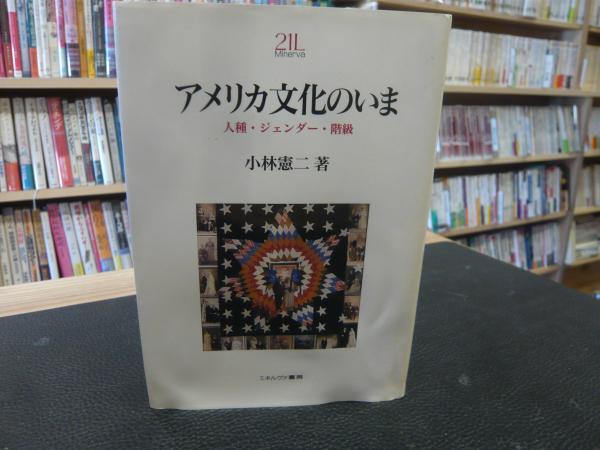 21L
Minerva
アメリカ文化のいま
人種・ジェンダー・階級
小林憲二 著
ミネルヴァ書房